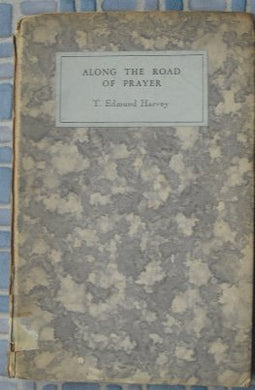 ALONG THE ROAD
OF PRAYER
T. Edmund Harvey